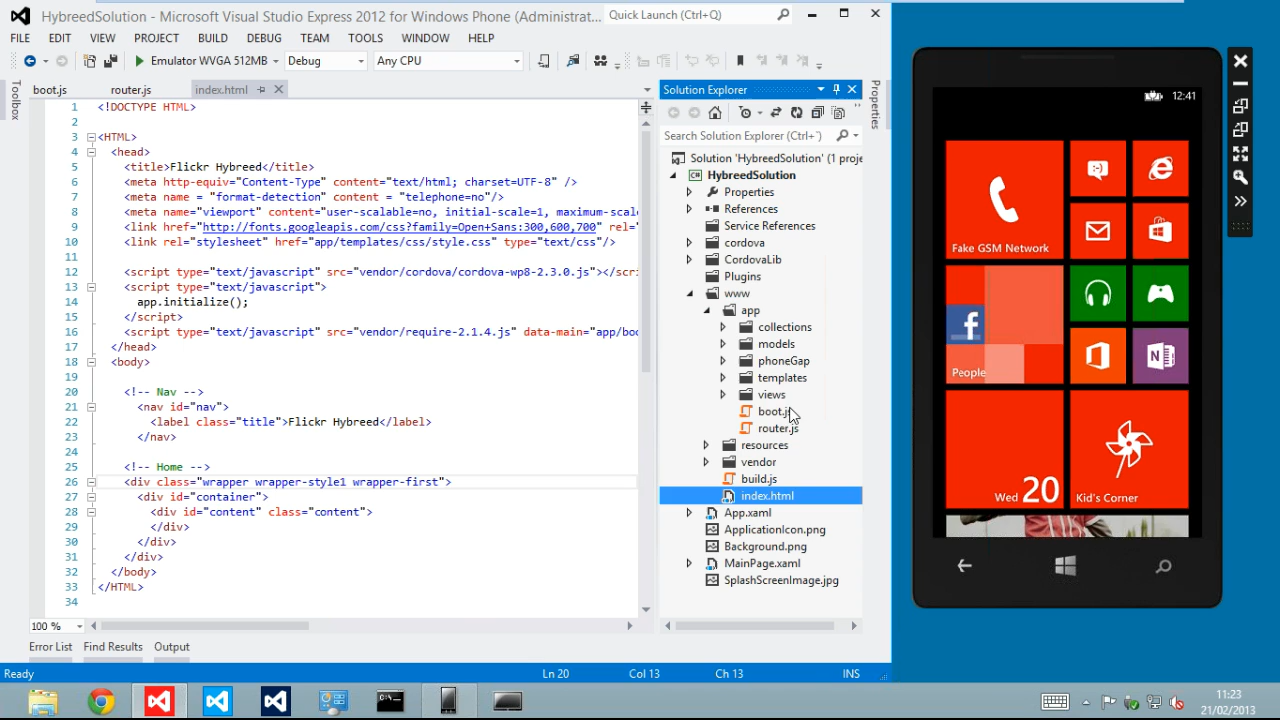 HybreedSolution - Microsoft Visual Studio Express 2012 for Windows Phone (Administrat...
Quick Launch (Ctrl+Q)
FILE EDIT VIEW PROJECT BUILD DEBUG TEAM TOOLS WINDOW HELP
Emulator WVGA 512MB Debug Any CPU
Toolbox
boot.js router.js index.html
1 <!DOCTYPE HTML>
2
3 <HTML>
4 <head>
5 <title>Flickr Hybreed</title>
6 <meta http-equiv="Content-Type" content="text/html; charset=UTF-8" />
7 <meta name = "format-detection" content = "telephone=no"/>
8 <meta name="viewport" content="user-scalable=no, initial-scale=1, maximum-scale
9 <link href="http://fonts.googleapis.com/css?family=Open+Sans:300,600,700" rel="
10 <link rel="stylesheet" href="app/templates/css/style.css" type="text/css"/>
11
12 <script type="text/javascript" src="vendor/cordova/cordova-wp8-2.3.0.js"></scri
13 <script type="text/javascript">
14 app.initialize();
15 </script>
16 <script type="text/javascript" src="vendor/require-2.1.4.js" data-main="app/boo
17 </head>
18 <body>
19
20 <!-- Nav -->
21 <nav id="nav">
22 <label class="title">Flickr Hybreed</label>
23 </nav>
24
25 <!-- Home -->
26 <div class="wrapper wrapper-style1 wrapper-first">
27 <div id="container">
28 <div id="content" class="content">
29 </div>
30 </div>
31 </div>
32 </body>
33 </HTML>
34
100 %
Solution Explorer
Search Solution Explorer (Ctrl+')
Solution 'HybreedSolution' (1 proje
HybreedSolution
Properties
References
Service References
cordova
CordovaLib
Plugins
www
app
collections
models
phoneGap
templates
views
boot.js
router.js
resources
vendor
build.js
index.html
App.xaml
ApplicationIcon.png
Background.png
MainPage.xaml
SplashScreenImage.jpg
Properties
Error List Find Results Output
Ready Ln 20 Col 13 Ch 13 INS
12:41
Fake GSM Network
People
Wed 20
Kid's Corner
11:23
21/02/2013